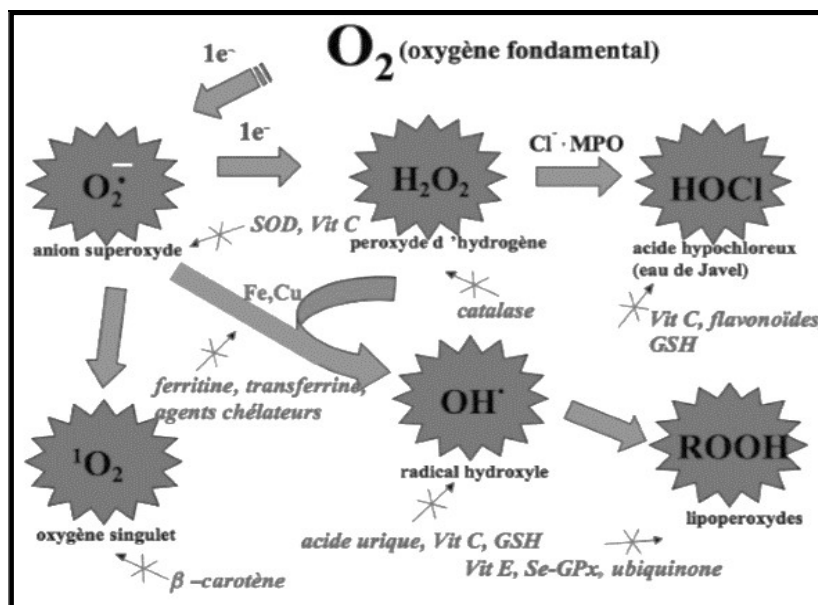 1e⁻
O₂ (oxygène fondamental)
1e⁻
Cl⁻ · MPO
O₂•⁻
H₂O₂
HOCl
anion superoxyde
SOD, Vit C
peroxyde d ’hydrogène
acide hypochloreux
(eau de Javel)
Fe,Cu
catalase
Vit C, flavonoïdes
GSH
ferritine, transferrine,
agents chélateurs
OH•
¹O₂
ROOH
radical hydroxyle
oxygène singulet
lipoperoxydes
acide urique, Vit C, GSH
Vit E, Se-GPx, ubiquinone
β –carotène